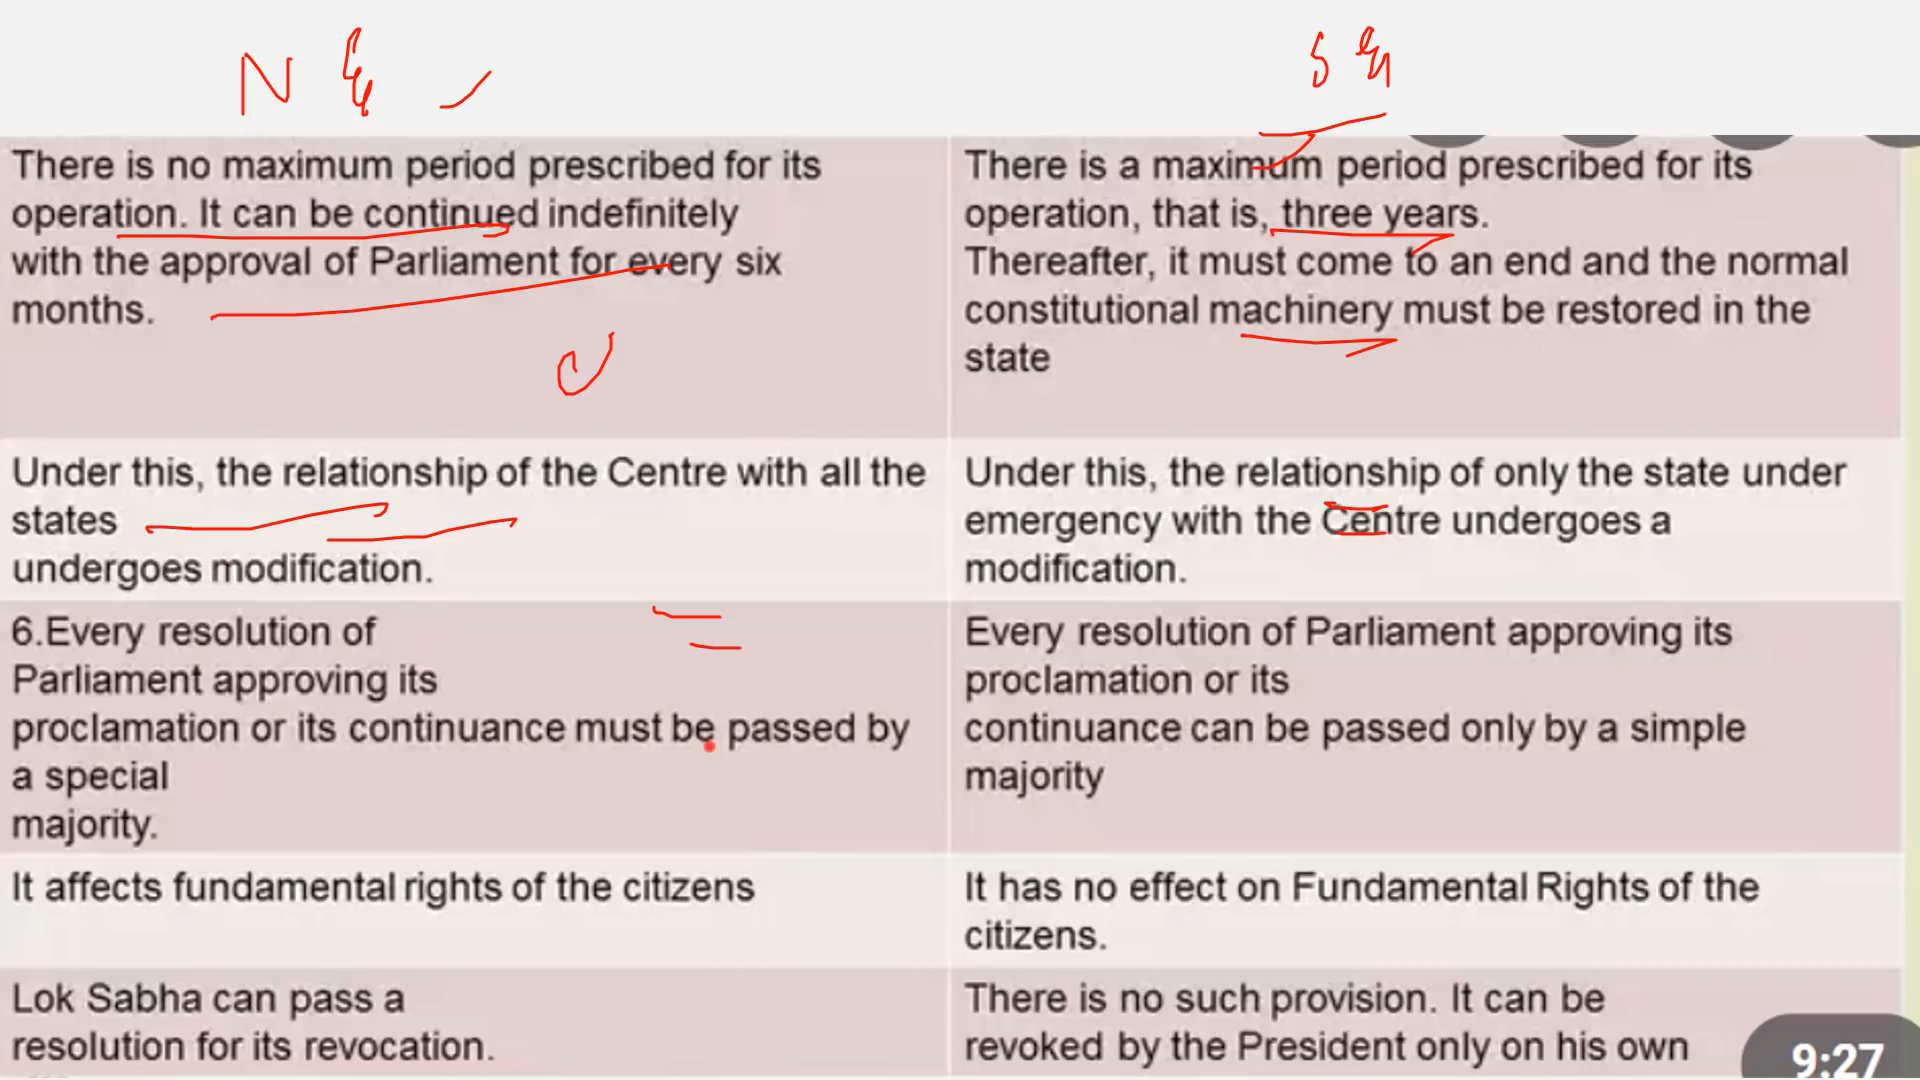 There is no maximum period prescribed for its
operation. It can be continued indefinitely
with the approval of Parliament for every six
months.
There is a maximum period prescribed for its
operation, that is, three years.
Thereafter, it must come to an end and the normal
constitutional machinery must be restored in the
state
Under this, the relationship of the Centre with all the
states
undergoes modification.
Under this, the relationship of only the state under
emergency with the Centre undergoes a
modification.
6.Every resolution of
Parliament approving its
proclamation or its continuance must be passed by
a special
majority.
Every resolution of Parliament approving its
proclamation or its
continuance can be passed only by a simple
majority
It affects fundamental rights of the citizens
It has no effect on Fundamental Rights of the
citizens.
Lok Sabha can pass a
resolution for its revocation.
There is no such provision. It can be
revoked by the President only on his own
9:27